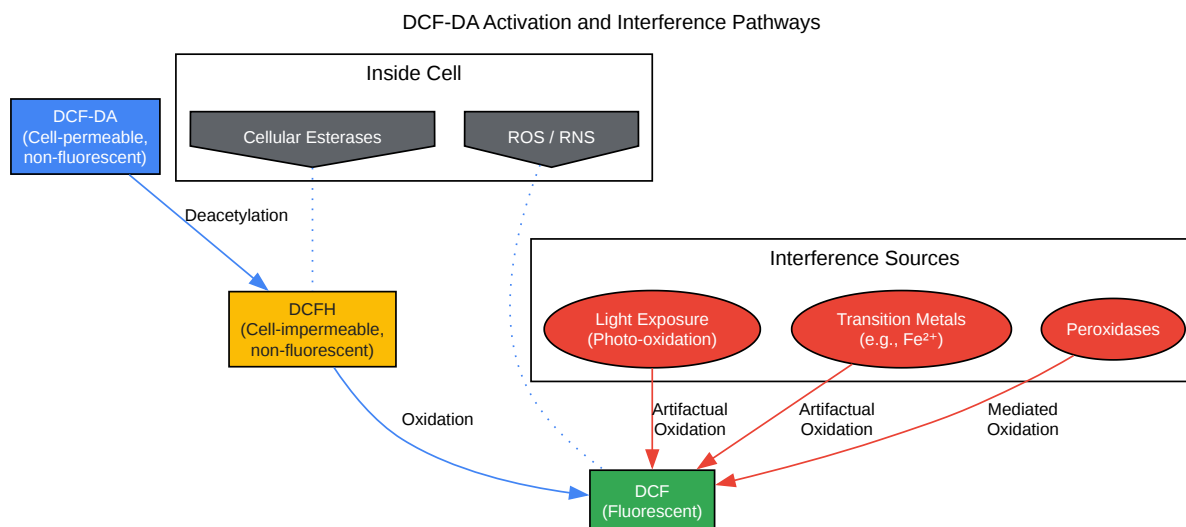 DCF-DA Activation and Interference Pathways
Inside Cell
DCF-DA
(Cell-permeable,
non-fluorescent)
Cellular Esterases
ROS / RNS
Deacetylation
Interference Sources
DCFH
(Cell-impermeable,
non-fluorescent)
Light Exposure
(Photo-oxidation)
Transition Metals
(e.g., Fe²⁺)
Peroxidases
Oxidation
Artifactual
Oxidation
Artifactual
Oxidation
Mediated
Oxidation
DCF
(Fluorescent)